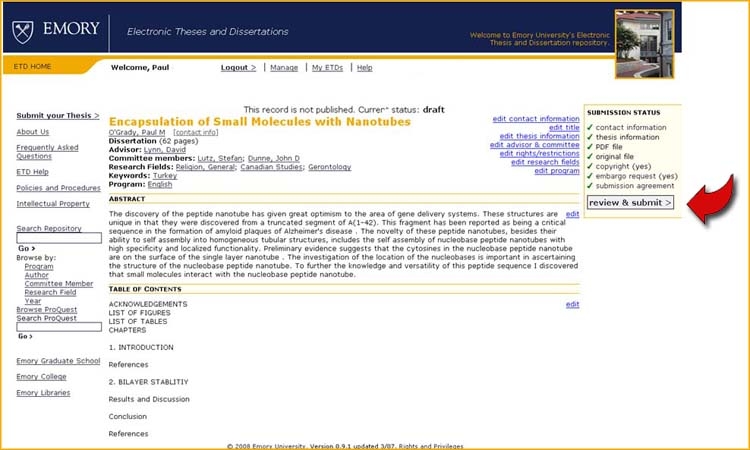 EMORY
Electronic Theses and Dissertations
Welcome to Emory University's Electronic
Thesis and Dissertation repository.
ETD HOME
Welcome, Paul
Logout > | Manage | My ETDs | Help
Submit your Thesis >
About Us
Frequently Asked
Questions
ETD Help
Policies and Procedures
Intellectual Property
Search Repository
Go >
Browse by:
Program
Author
Committee Member
Research Field
Year
Browse ProQuest
Search ProQuest
Go >
Emory Graduate School
Emory College
Emory Libraries
This record is not published. Current status: draft
Encapsulation of Small Molecules with Nanotubes
O'Grady, Paul M [contact info]
Dissertation (62 pages)
Advisor: Lynn, David
Committee members: Lutz, Stefan; Dunne, John D
Research Fields: Religion, General; Canadian Studies; Gerontology
Keywords: Turkey
Program: English
edit contact information
edit title
edit thesis information
edit advisor & committee
edit rights/restrictions
edit research fields
edit program
ABSTRACT
The discovery of the peptide nanotube has given great optimism to the area of gene delivery systems. These structures are edit
unique in that they were discovered from a truncated segment of A(1-42). This fragment has been reported as being a critical
sequence in the formation of amyloid plaques of Alzheimer's disease . The novelty of these peptide nanotubes, besides their
ability to self assembly into homogeneous tubular structures, includes the self assembly of nucleobase peptide nanotubes with
high specificity and localized functionality. Preliminary evidence suggests that the cytosines in the nucleobase peptide nanotube
are on the surface of the single layer nanotube . The investigation of the location of the nucleobases is important in ascertaining
the structure of the nucleobase peptide nanotube. To further the knowledge and versatility of this peptide sequence I discovered
that small molecules interact with the nucleobase peptide nanotube.
TABLE OF CONTENTS
ACKNOWLEDGEMENTS edit
LIST OF FIGURES
LIST OF TABLES
CHAPTERS
1. INTRODUCTION
References
2. BILAYER STABLITIY
Results and Discussion
Conclusion
References
SUBMISSION STATUS
✓ contact information
✓ thesis information
✓ PDF file
✓ original file
✓ copyright (yes)
✓ embargo request (yes)
✓ submission agreement
review & submit >
© 2008 Emory University. Version 0.9.1 updated 3/07. Rights and Privileges